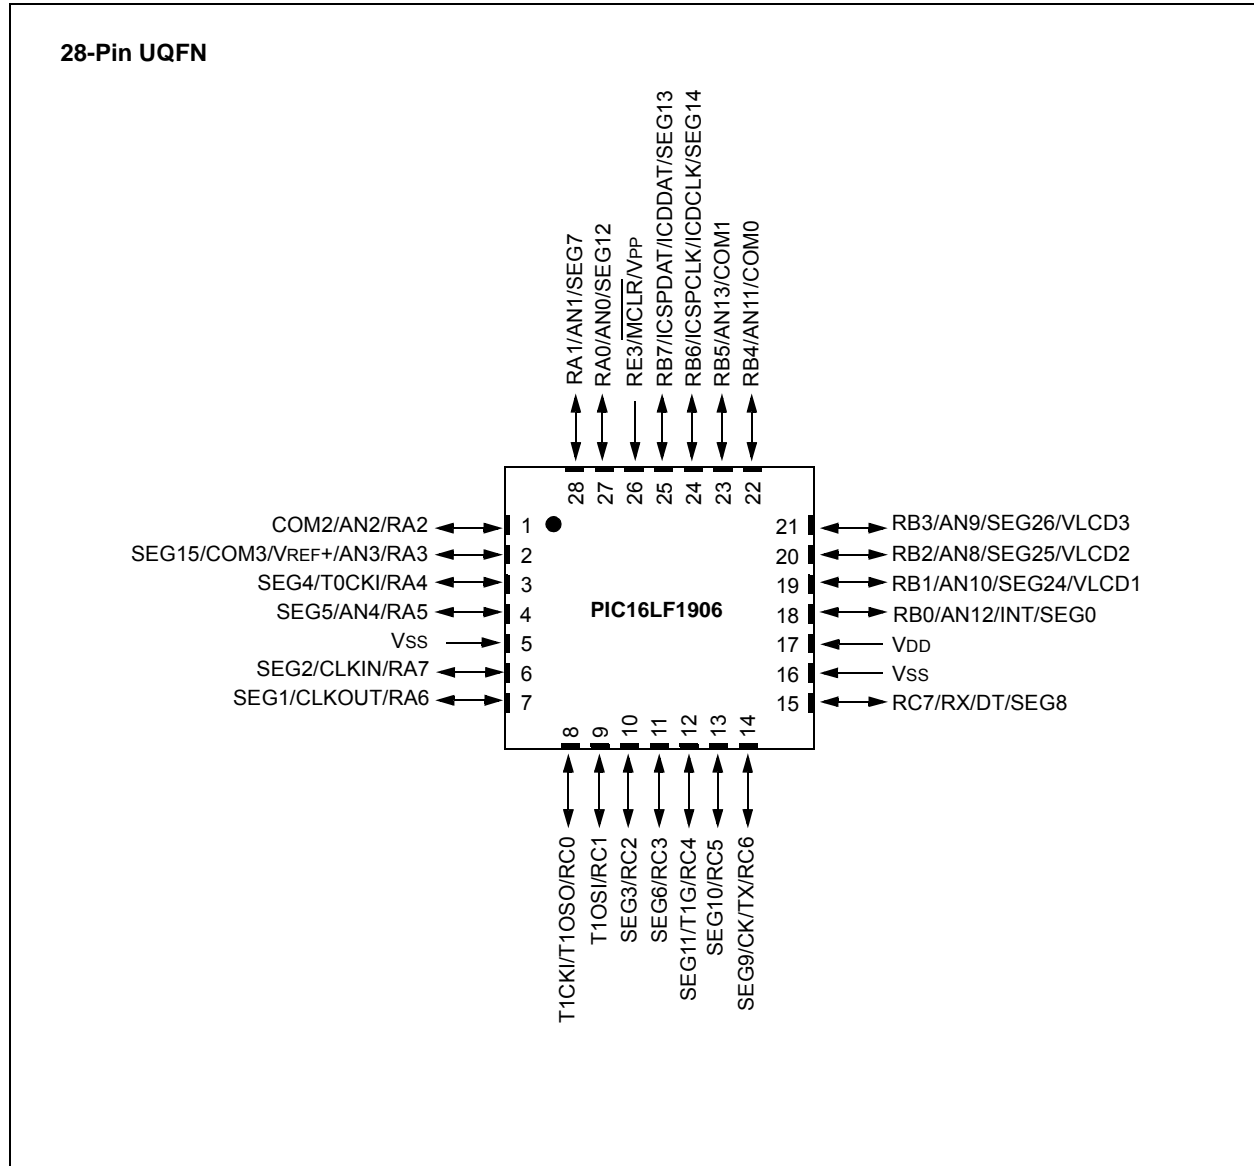 28-Pin UQFN
RA1/AN1/SEG7
RA0/AN0/SEG12
RE3/MCLR/VPP
RB7/ICSPDAT/ICDDAT/SEG13
RB6/ICSPCLK/ICDCLK/SEG14
RB5/AN13/COM1
RB4/AN11/COM0
28 27 26 25 24 23 22
COM2/AN2/RA2 1
SEG15/COM3/VREF+/AN3/RA3 2
SEG4/T0CKI/RA4 3
SEG5/AN4/RA5 4
VSS 5
SEG2/CLKIN/RA7 6
SEG1/CLKOUT/RA6 7
PIC16LF1906
21 RB3/AN9/SEG26/VLCD3
20 RB2/AN8/SEG25/VLCD2
19 RB1/AN10/SEG24/VLCD1
18 RB0/AN12/INT/SEG0
17 VDD
16 VSS
15 RC7/RX/DT/SEG8
8 9 10 11 12 13 14
T1CKI/T1OSO/RC0
T1OSI/RC1
SEG3/RC2
SEG6/RC3
SEG11/T1G/RC4
SEG10/RC5
SEG9/CK/TX/RC6